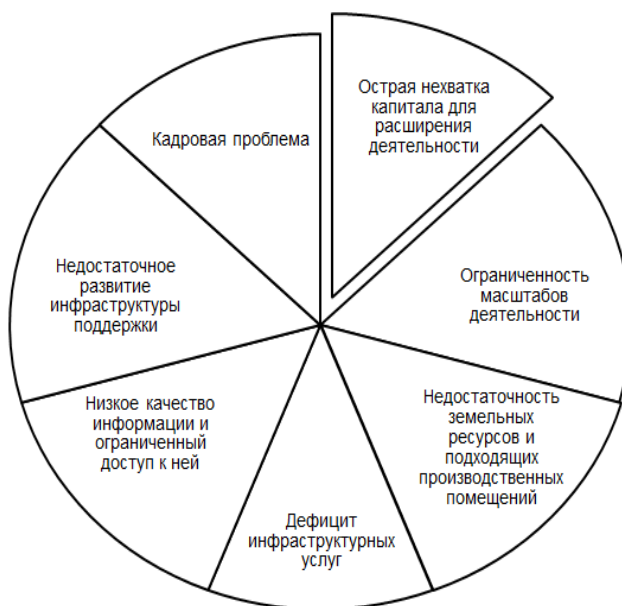 Острая нехватка
капитала для
расширения
деятельности
Ограниченность
масштабов
деятельности
Недостаточность
земельных
ресурсов и
подходящих
производственных
помещений
Дефицит
инфраструктурных
услуг
Низкое качество
информации и
ограниченный
доступ к ней
Недостаточное
развитие
инфраструктуры
поддержки
Кадровая проблема